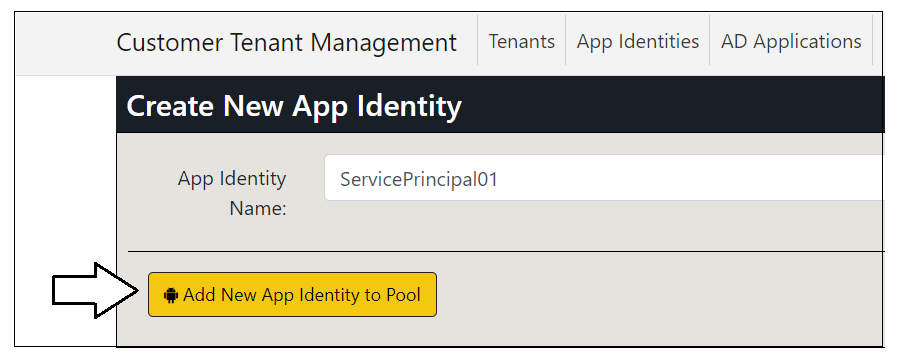 Customer Tenant Management Tenants App Identities AD Applications
Create New App Identity
App Identity ServicePrincipal01
Name:
Add New App Identity to Pool